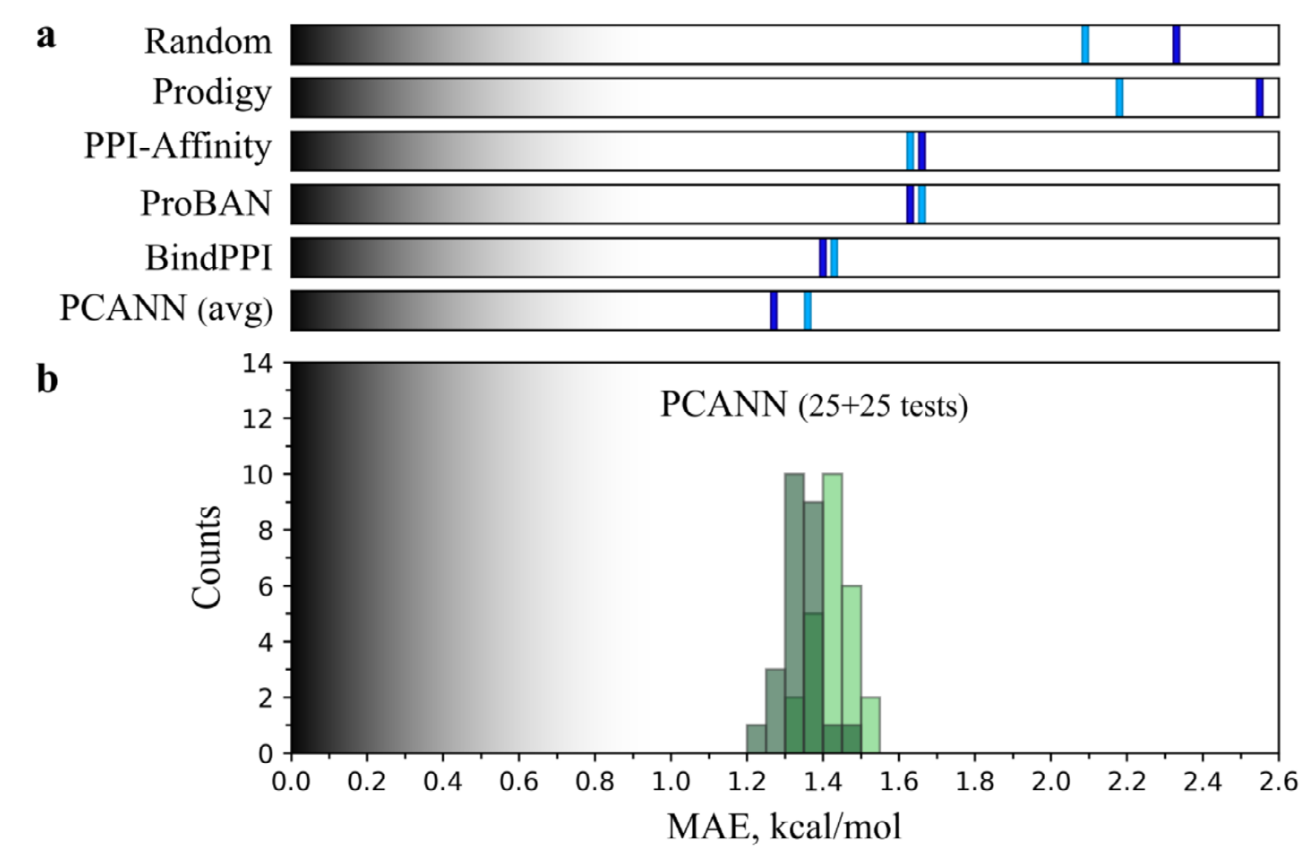 a
Random
Prodigy
PPI-Affinity
ProBAN
BindPPI
PCANN (avg)
b
PCANN (25+25 tests)
Counts
14
12
10
8
6
4
2
0
0.0 0.2 0.4 0.6 0.8 1.0 1.2 1.4 1.6 1.8 2.0 2.2 2.4 2.6
MAE, kcal/mol